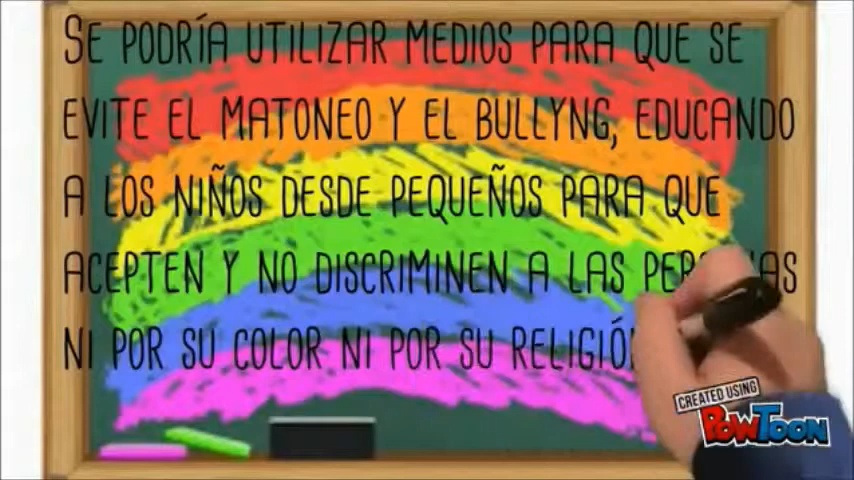 Se podría utilizar medios para que se
evite el matoneo y el bullyng, educando
a los niños desde pequeños para que
acepten y no discriminen a las
ni por su color ni por su religión
CREATED USING
POWTOON